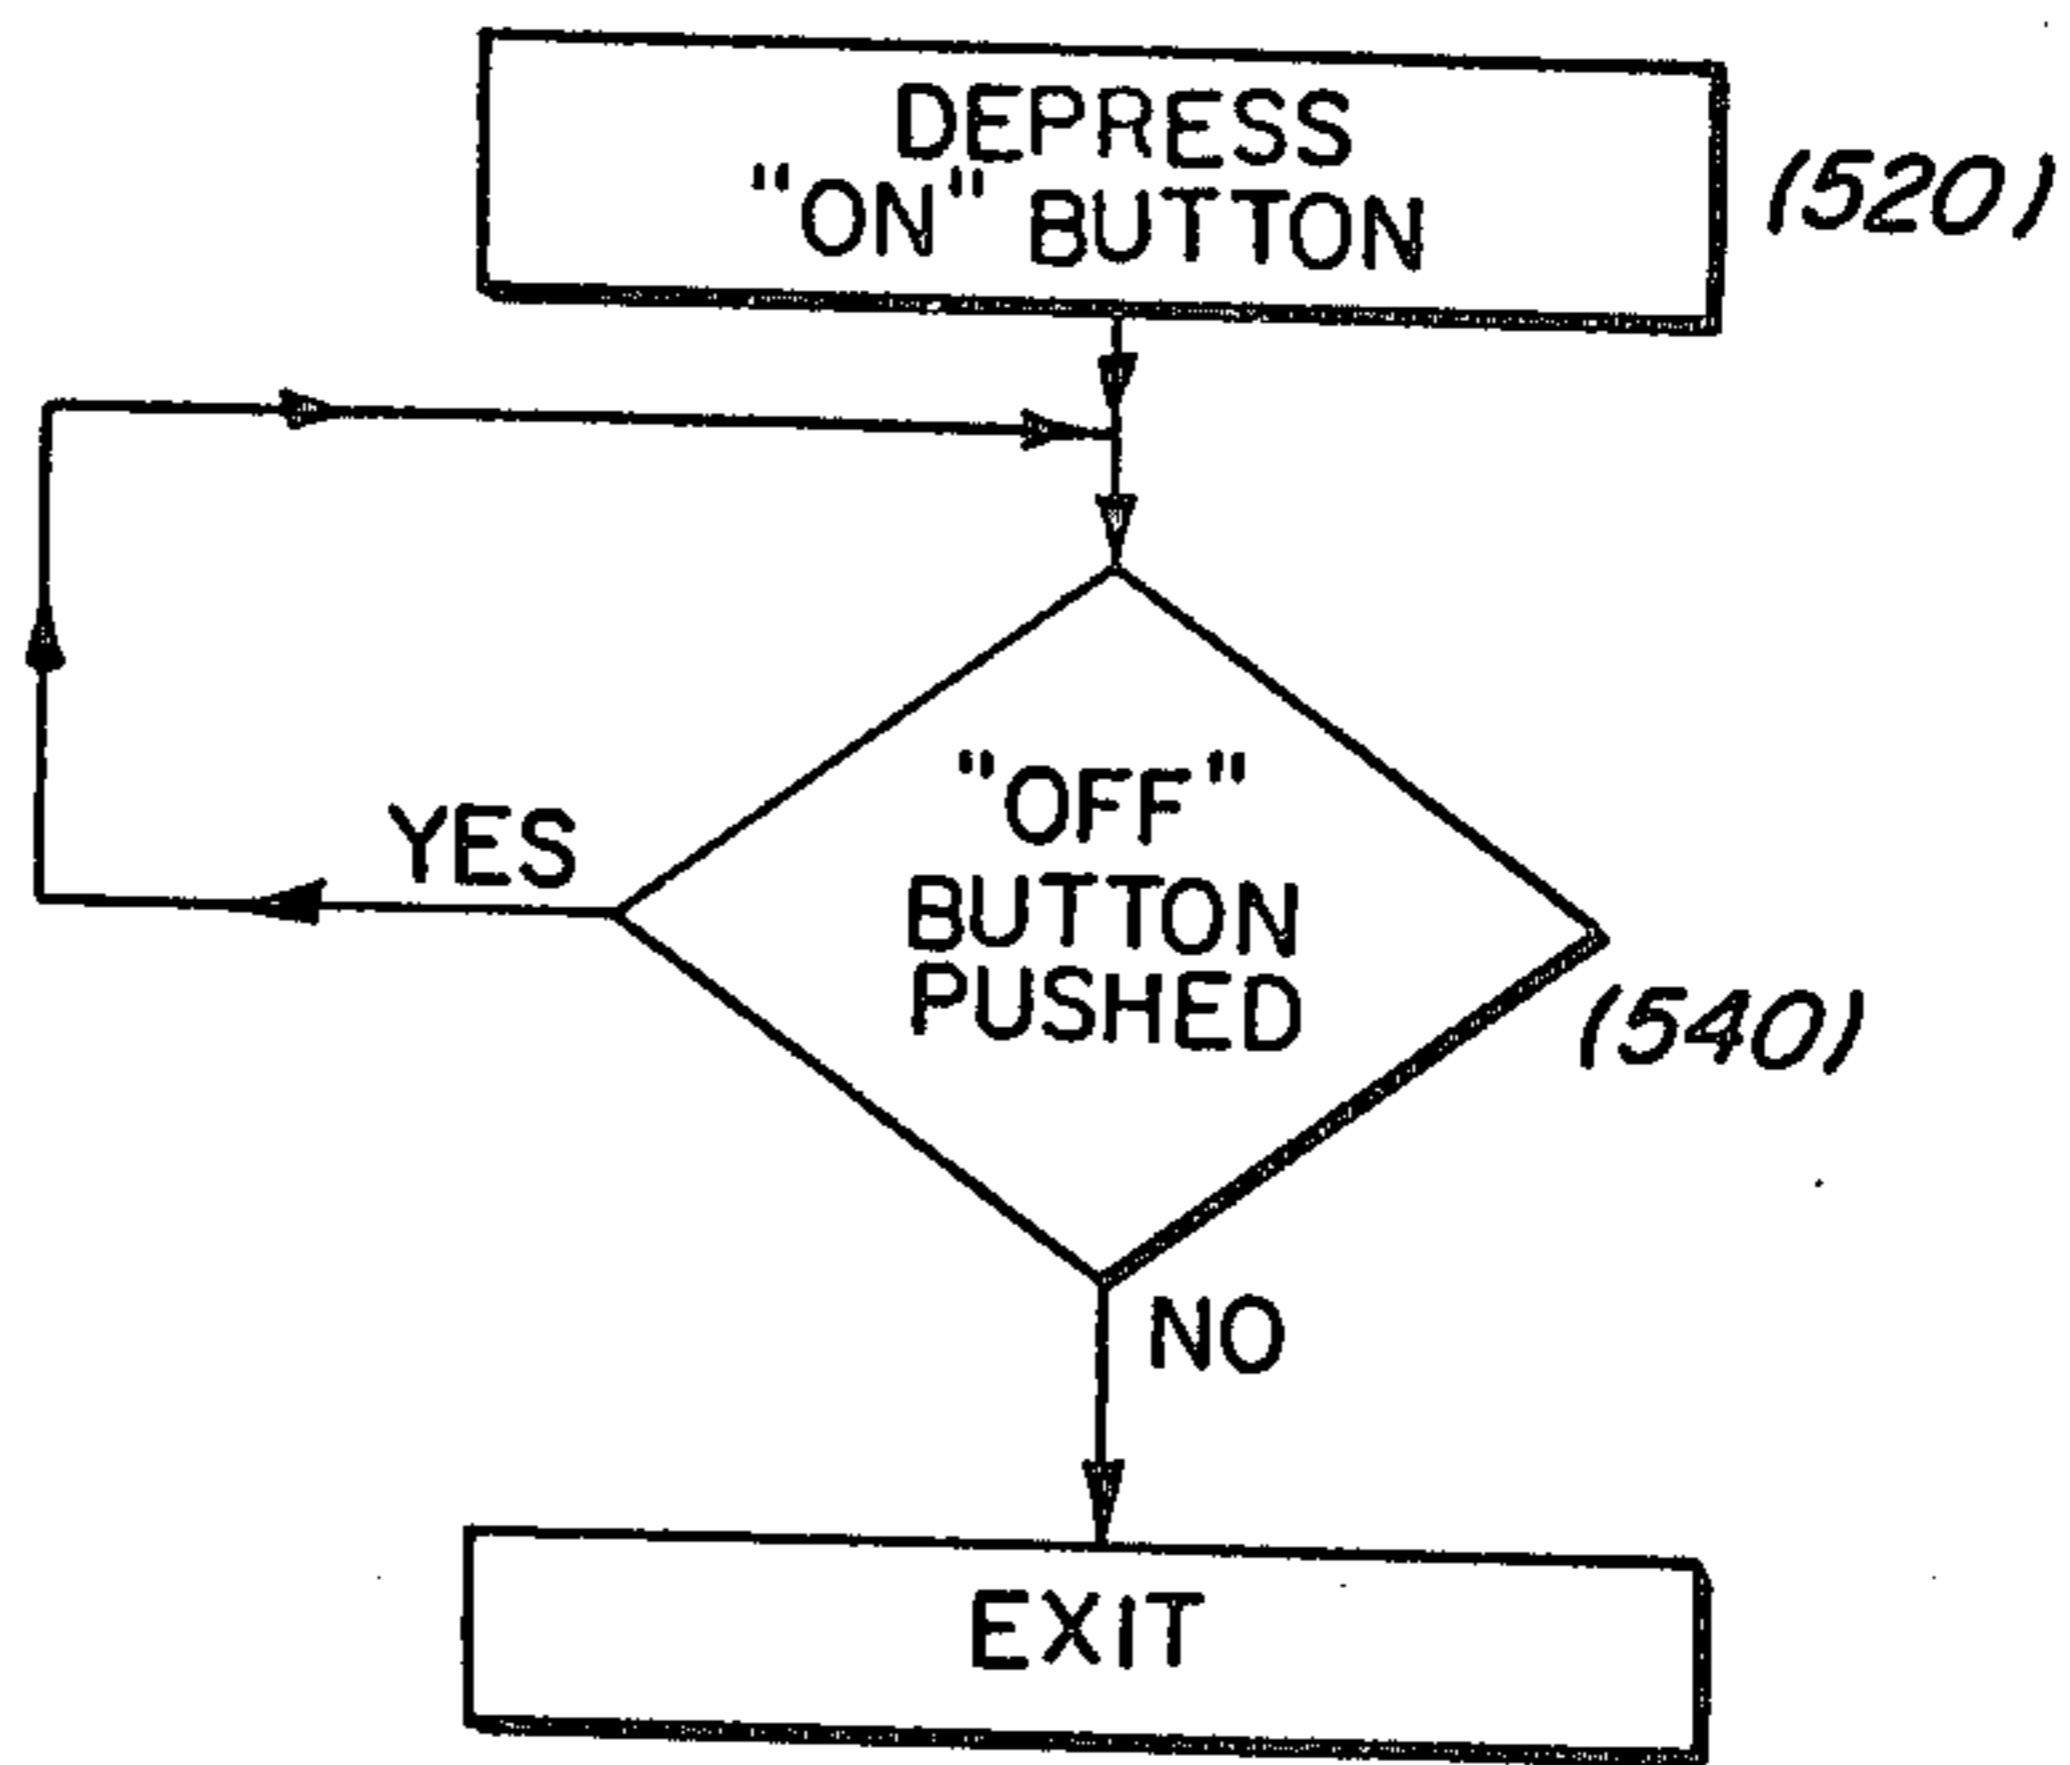 DEPRESS
"ON" BUTTON
(520)
YES
"OFF"
BUTTON
PUSHED
(540)
NO
EXIT